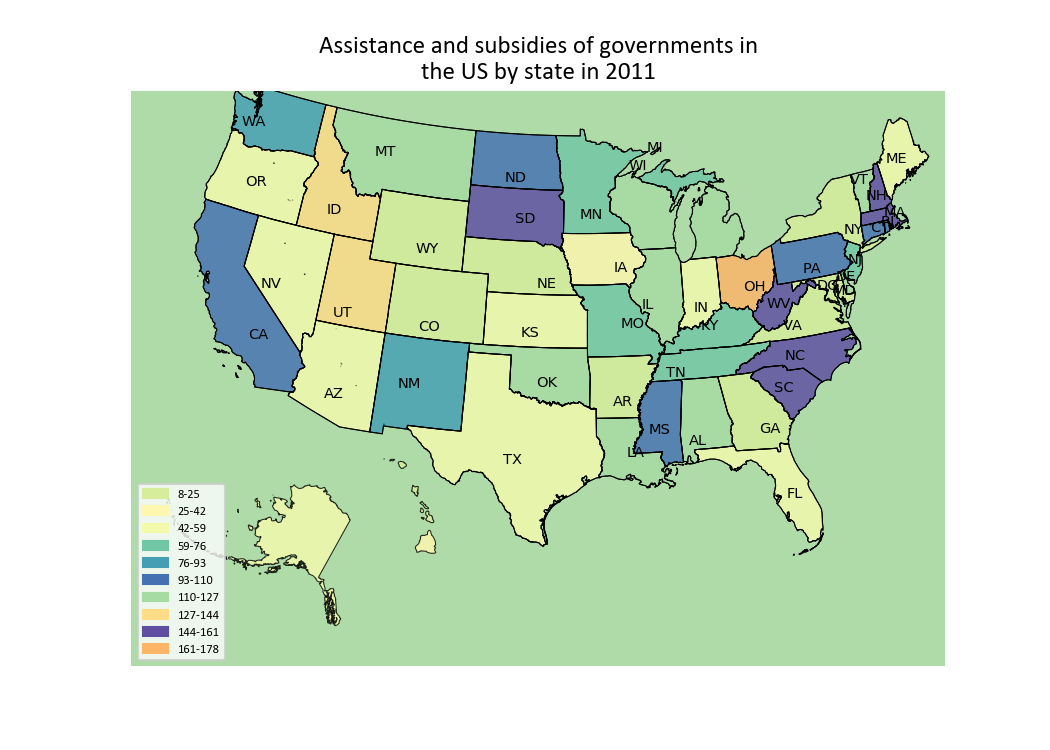 Assistance and subsidies of governments in
the US by state in 2011
WA
MT
ND
MN
WI
MI
ME
VT
NH
MA
RI
CT
NY
OR
ID
SD
WY
NE
IA
PA
NJ
DE
MD
DC
OH
WV
VA
IN
IL
NV
UT
CO
KS
MO
KY
CA
AZ
NM
OK
AR
TN
NC
SC
MS
AL
GA
LA
TX
FL
8-25
25-42
42-59
59-76
76-93
93-110
110-127
127-144
144-161
161-178